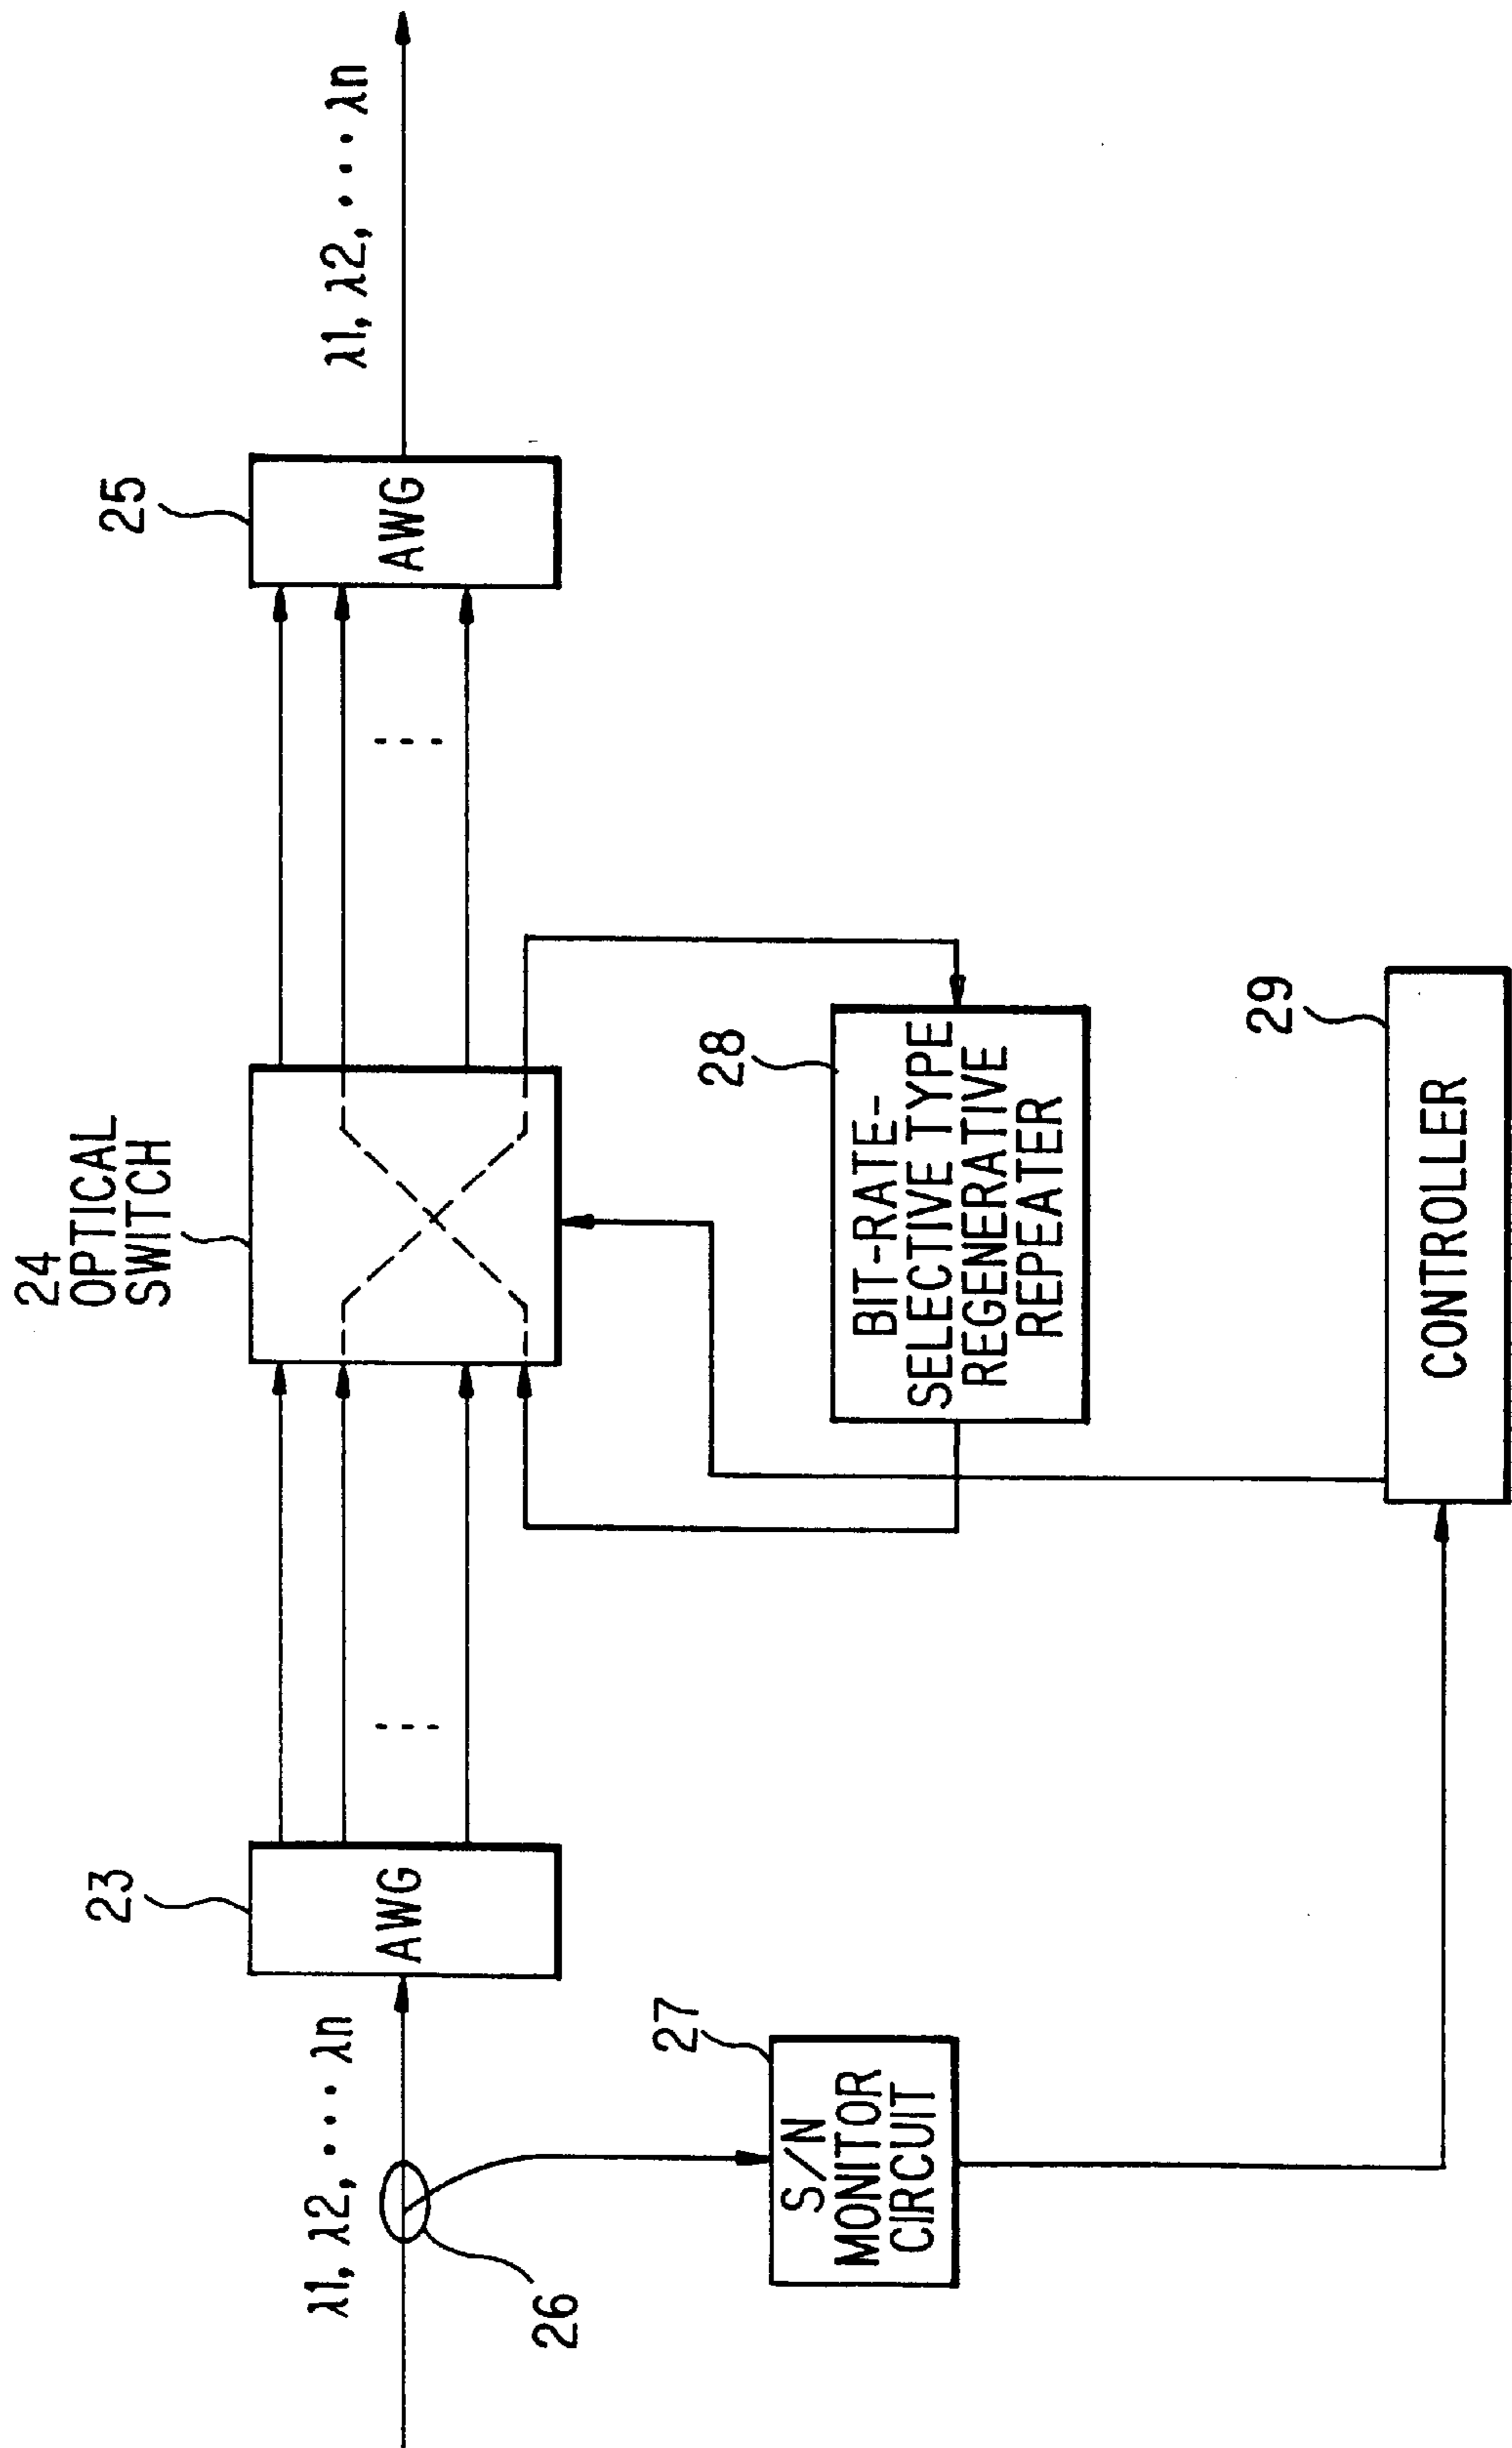 24
OPTICAL
SWITCH
23
25
λ1, λ2, ··· λn
AWG
AWG
λ1, λ2, ··· λn
26
27
S/N
MONITOR
CIRCUIT
28
BIT-RATE-
SELECTIVE TYPE
REGENERATIVE
REPEATER
29
CONTROLLER